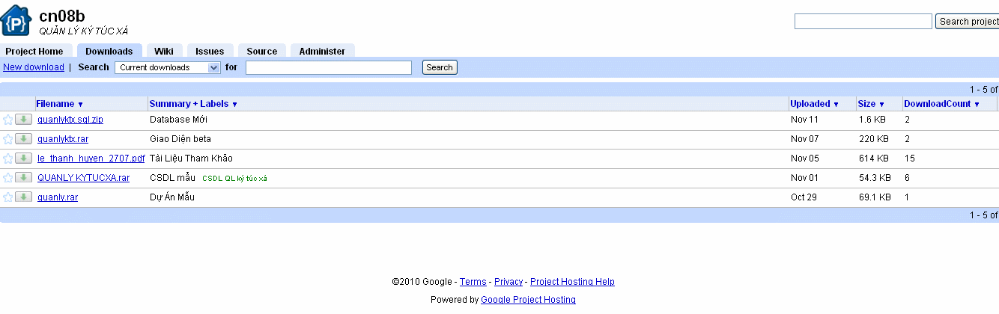 cn08b
QUẢN LÝ KÝ TÚC XÁ
Search project
Project Home Downloads Wiki Issues Source Administer
New download | Search Current downloads for Search
1 - 5 of
Filename ▼ Summary + Labels ▼ Uploaded ▼ Size ▼ DownloadCount ▼
quanlyktx.sql.zip Database Mới Nov 11 1.6 KB 2
quanlyktx.rar Giao Diện beta Nov 07 220 KB 2
le_thanh_huyen_2707.pdf Tài Liệu Tham Khảo Nov 05 614 KB 15
QUANLY KYTUCXA.rar CSDL mẫu CSDL QL ký túc xá Nov 01 54.3 KB 6
quanly.rar Dự Án Mẫu Oct 29 69.1 KB 1
1 - 5 of
©2010 Google - Terms - Privacy - Project Hosting Help
Powered by Google Project Hosting